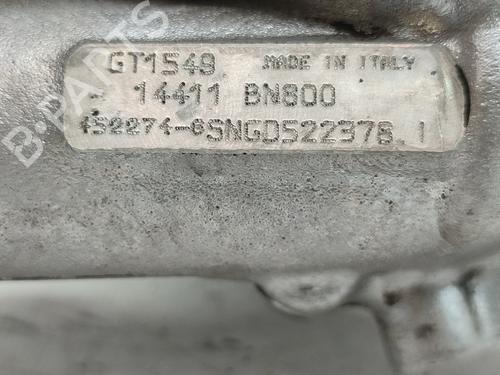 GT1549 MADE IN ITALY
14411 BN800
452274-6SNGD522378.1
B-PARTS